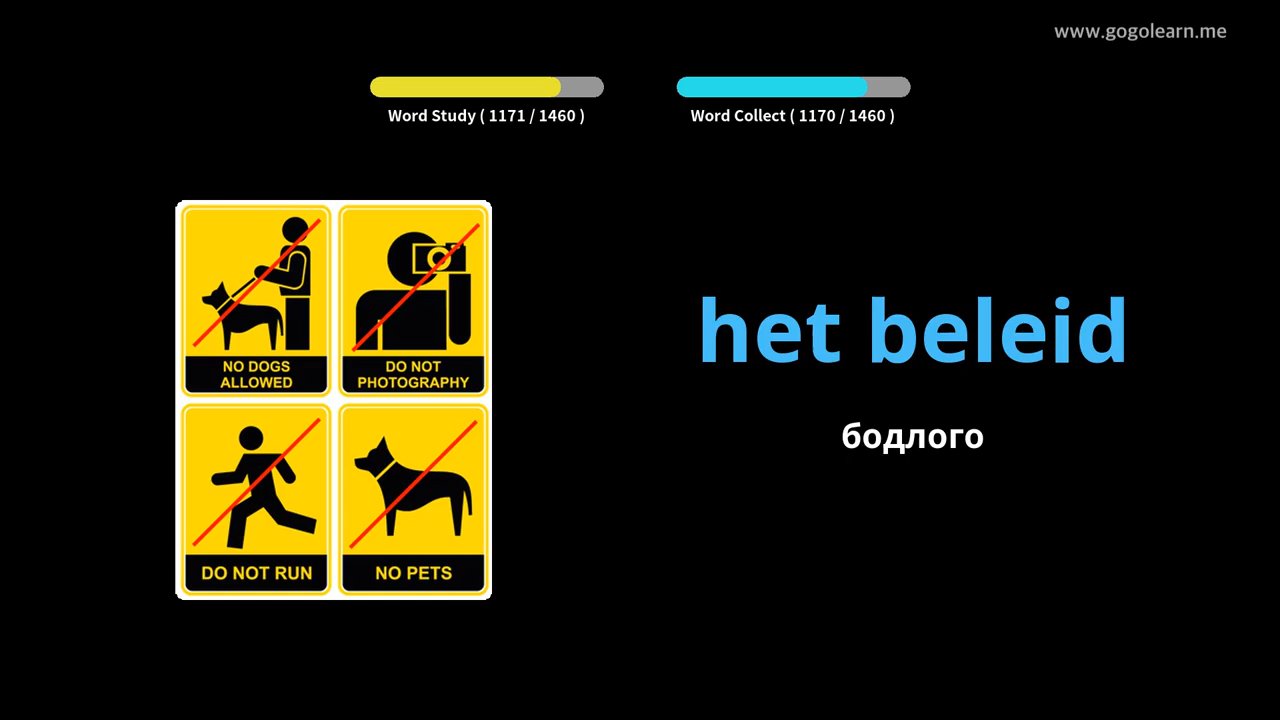 www.gogolearn.me
Word Study ( 1171 / 1460 )
Word Collect ( 1170 / 1460 )
NO DOGS
ALLOWED
DO NOT
PHOTOGRAPHY
DO NOT RUN
NO PETS
het beleid
бодлого